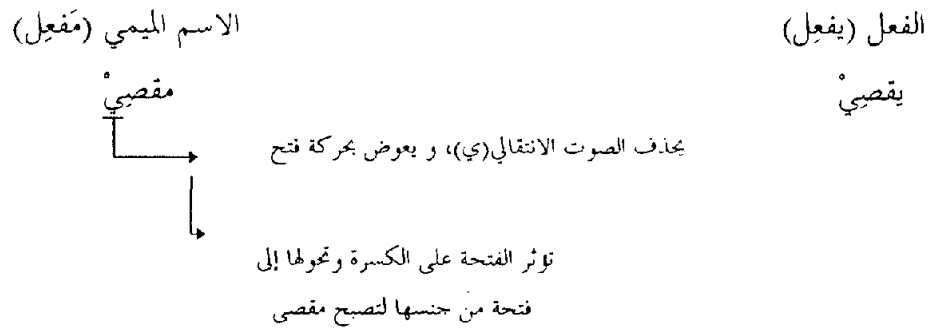 الفعل (يفعِل) الاسم الميمي (مَفعِل)
يقصِيْ مقصِيْ
يحذف الصوت الانتقالي(ي)، و يعوض بحركة فتح
تؤثر الفتحة على الكسرة وتحولها إلى
فتحة من جنسها لتصبح مقصى